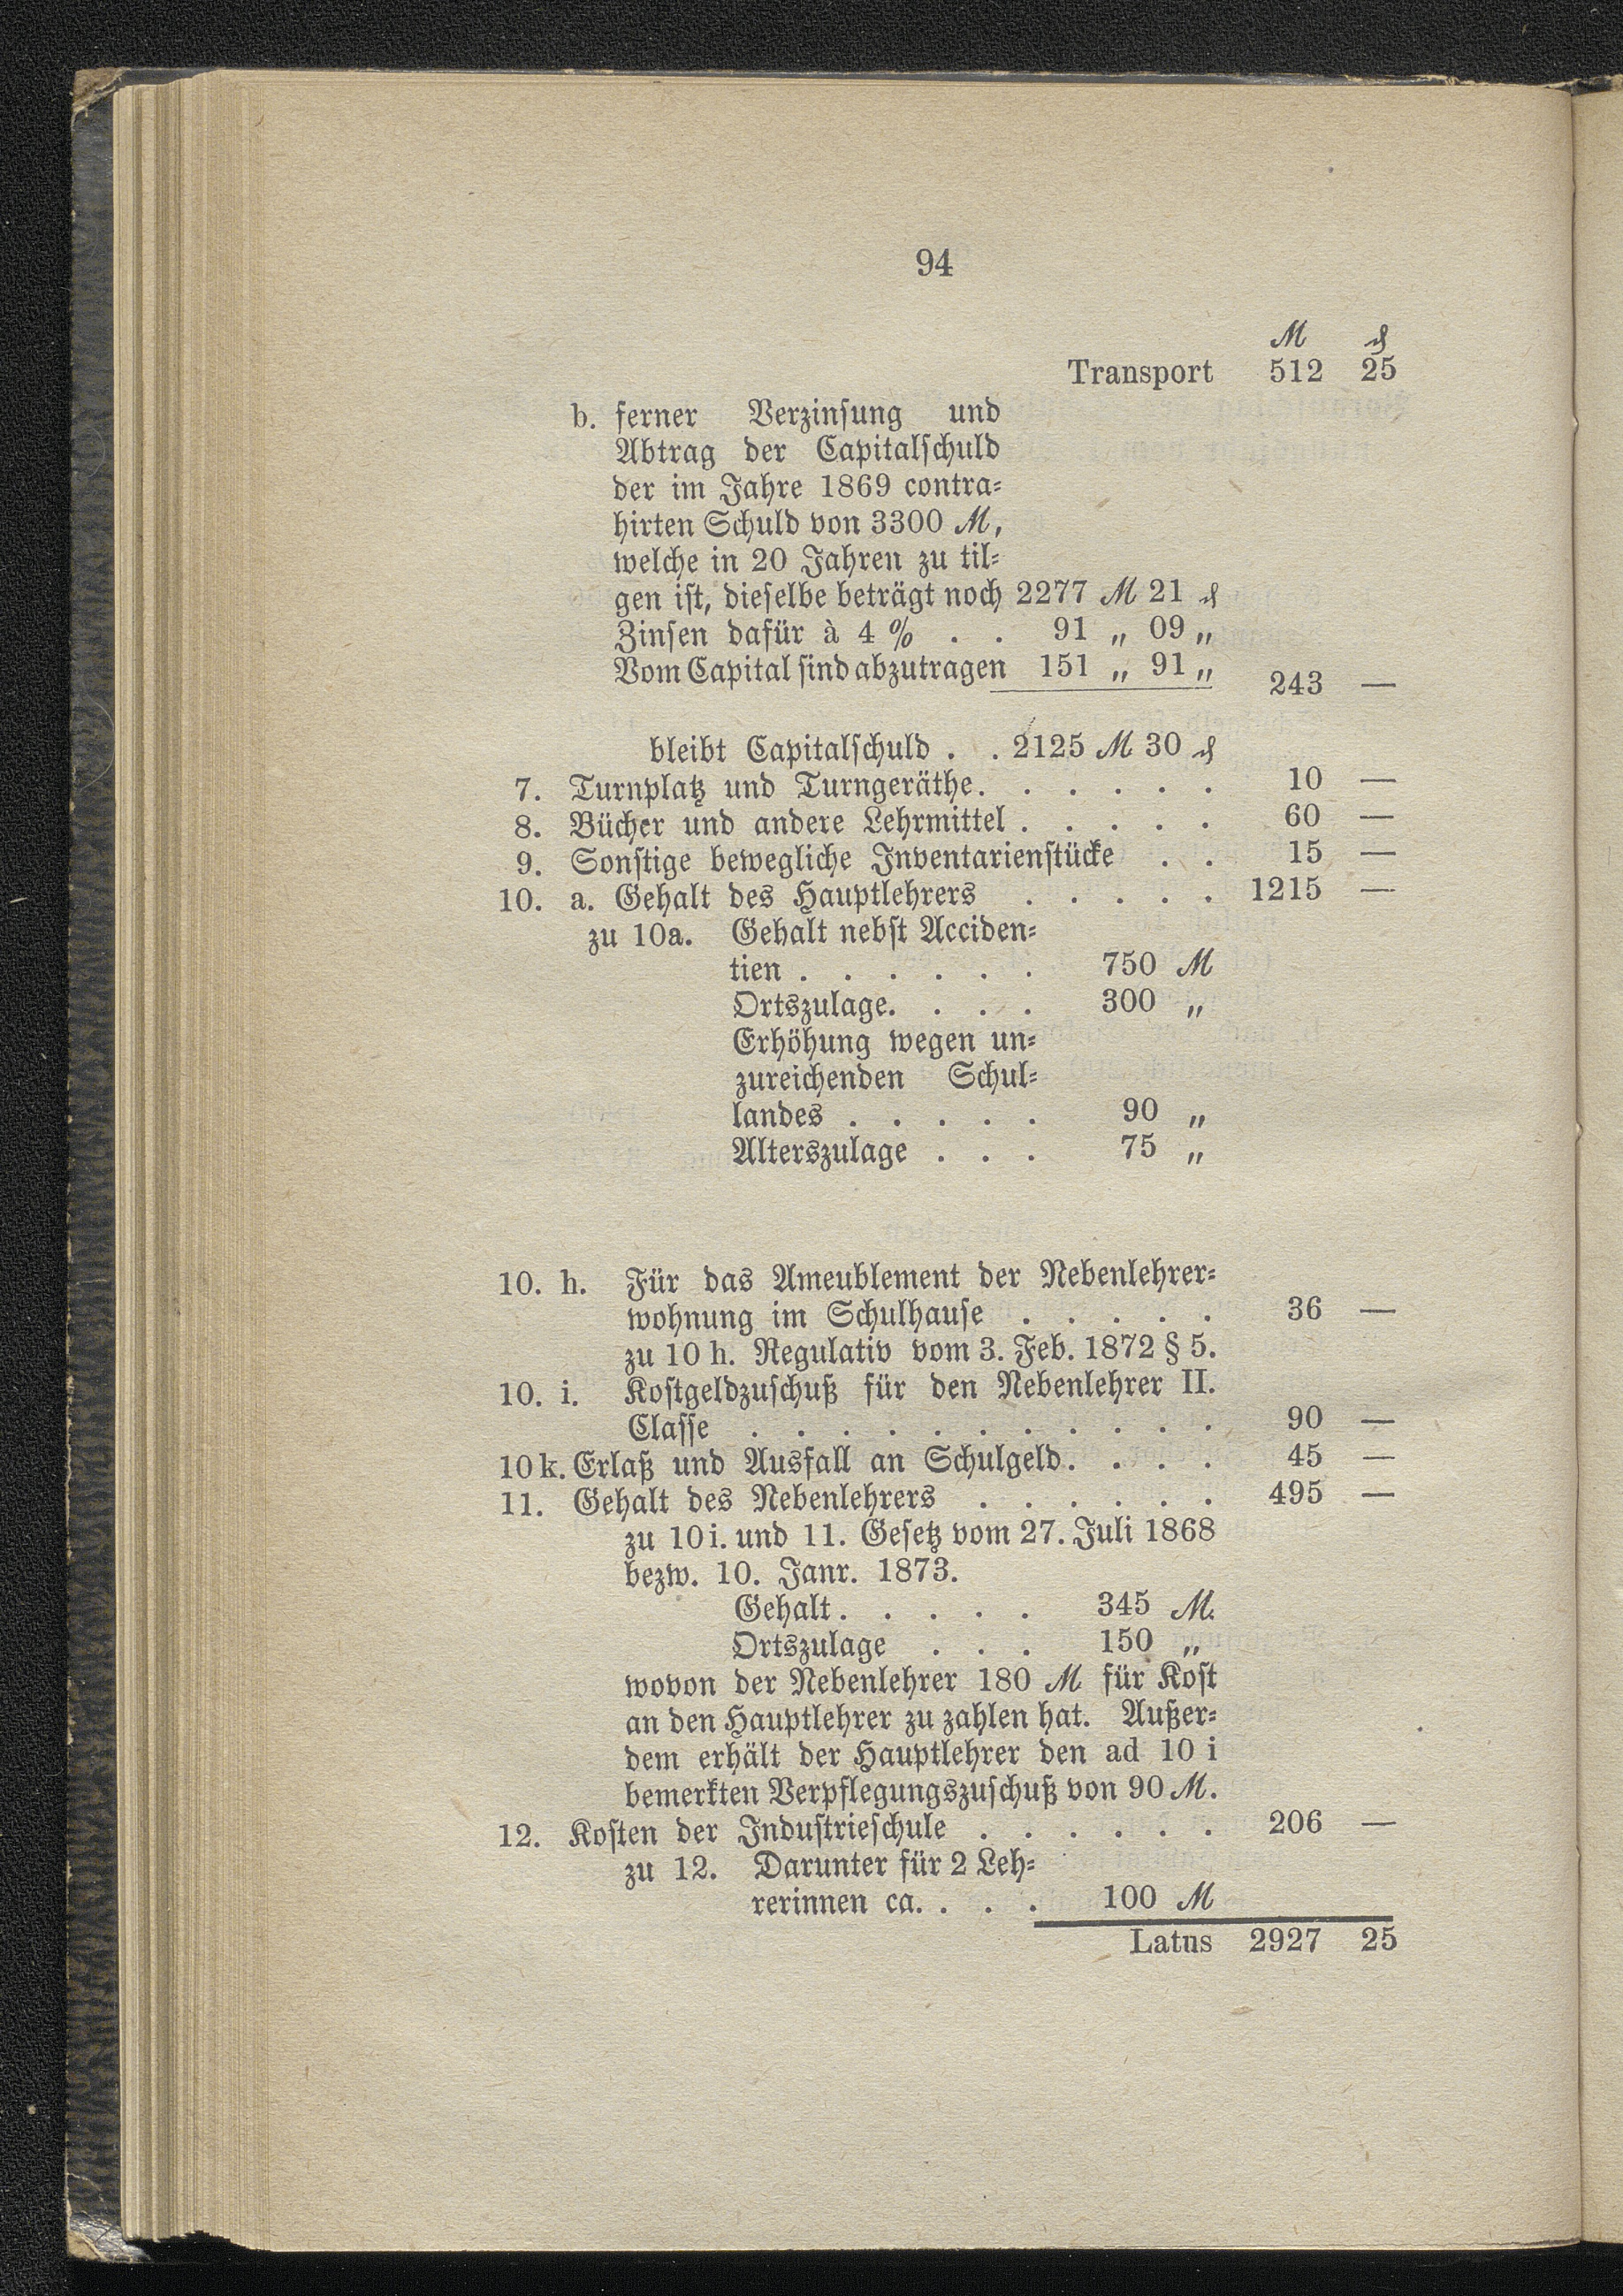 94
ℳ ₰
Transport 512 25
b. ferner Verzinsung und
Abtrag der Capitalschuld
der im Jahre 1869 contra-
hirten Schuld von 3300 ℳ,
welche in 20 Jahren zu til-
gen ist, dieselbe beträgt noch 2277 ℳ 21 ₰
Zinsen dafür à 4 % . . 91 „ 09 „
Vom Capital sind abzutragen 151 „ 91 „ 243 —
bleibt Capitalschuld . . 2125 ℳ 30 ₰
7. Turnplatz und Turngeräthe. . . . . . 10 —
8. Bücher und andere Lehrmittel . . . . . 60 —
9. Sonstige bewegliche Inventarienstücke . . 15 —
10. a. Gehalt des Hauptlehrers . . . . . 1215 —
zu 10a. Gehalt nebst Acciden-
tien . . . . . . 750 ℳ
Ortszulage. . . . 300 „
Erhöhung wegen un-
zureichenden Schul-
landes . . . . . 90 „
Alterszulage . . . 75 „
10. h. Für das Ameublement der Nebenlehrer-
wohnung im Schulhause . . . . . 36 —
zu 10 h. Regulativ vom 3. Feb. 1872 § 5.
10. i. Kostgeldzuschuß für den Nebenlehrer II.
Classe . . . . . . . . . . . 90 —
10k. Erlaß und Ausfall an Schulgeld. . . . 45 —
11. Gehalt des Nebenlehrers . . . . . . 495 —
zu 10i. und 11. Gesetz vom 27. Juli 1868
bezw. 10. Janr. 1873.
Gehalt. . . . . 345 ℳ.
Ortszulage . . . 150 „
wovon der Nebenlehrer 180 ℳ für Kost
an den Hauptlehrer zu zahlen hat. Außer-
dem erhält der Hauptlehrer den ad 10 i
bemerkten Verpflegungszuschuß von 90 ℳ.
12. Kosten der Industrieschule . . . . . . 206 —
zu 12. Darunter für 2 Leh-
rerinnen ca. . . . 100 ℳ
Latus 2927 25